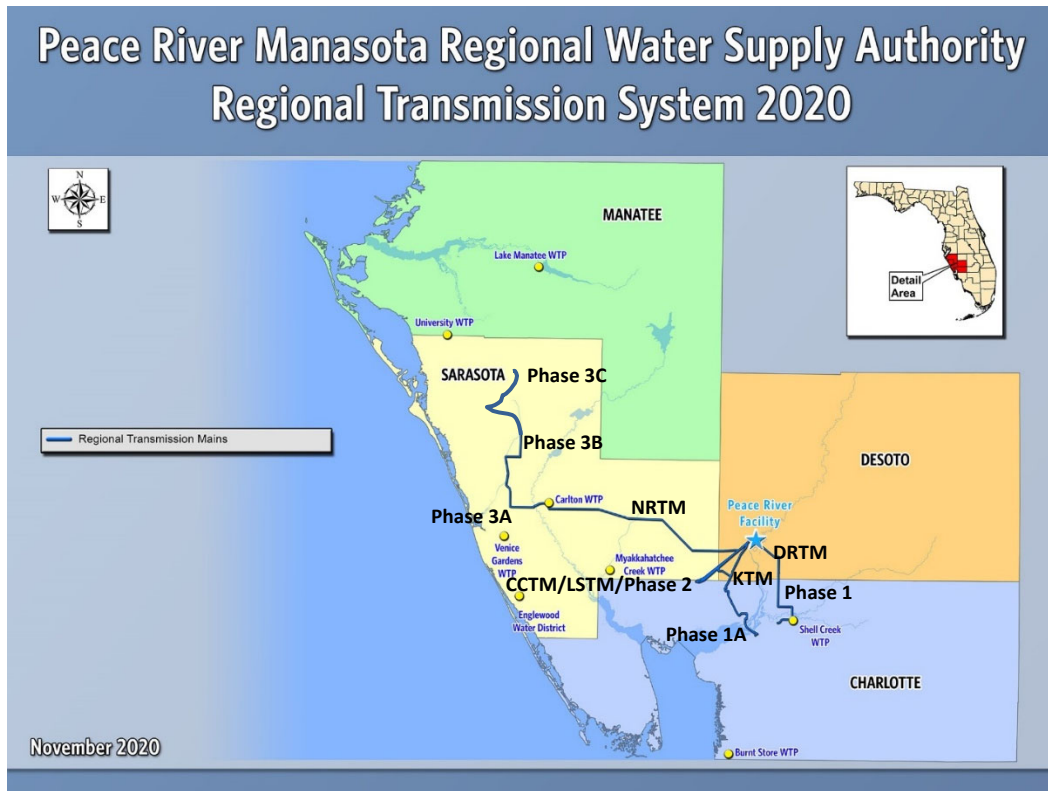 Peace River Manasota Regional Water Supply Authority
Regional Transmission System 2020
N
W
E
S
MANATEE
Lake Manatee WTP
Detail
Area
University WTP
SARASOTA
Phase 3C
Regional Transmission Mains
Phase 3B
DESOTO
Carlton WTP
NRTM
Peace River
Facility
Phase 3A
Venice
Gardens
WTP
DRTM
Myakkahatchee
Creek WTP
KTM
CCTM/LSTM/Phase 2
Phase 1
Englewood
Water District
Phase 1A
Shell Creek
WTP
CHARLOTTE
November 2020
Burnt Store WTP